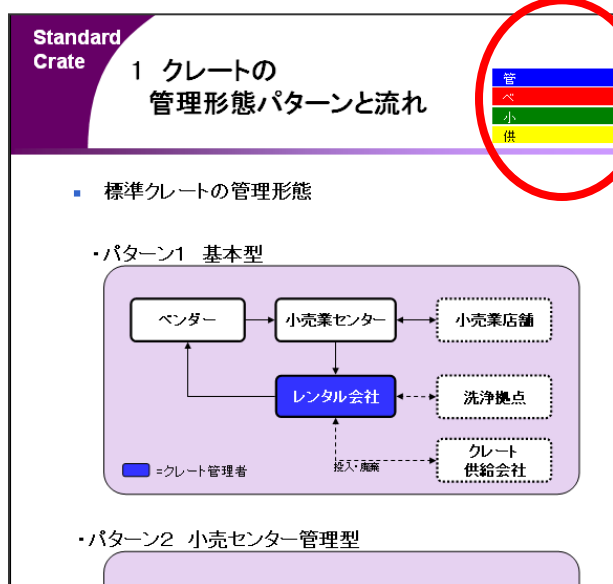 Standard
Crate
1 クレートの
管理形態パターンと流れ
管
ベ
小
供
■ 標準クレートの管理形態
・パターン1 基本型
ベンダー
小売業センター
小売業店舗
レンタル会社
洗浄拠点
クレート
供給会社
投入・廃棄
=クレート管理者
・パターン2 小売センター管理型